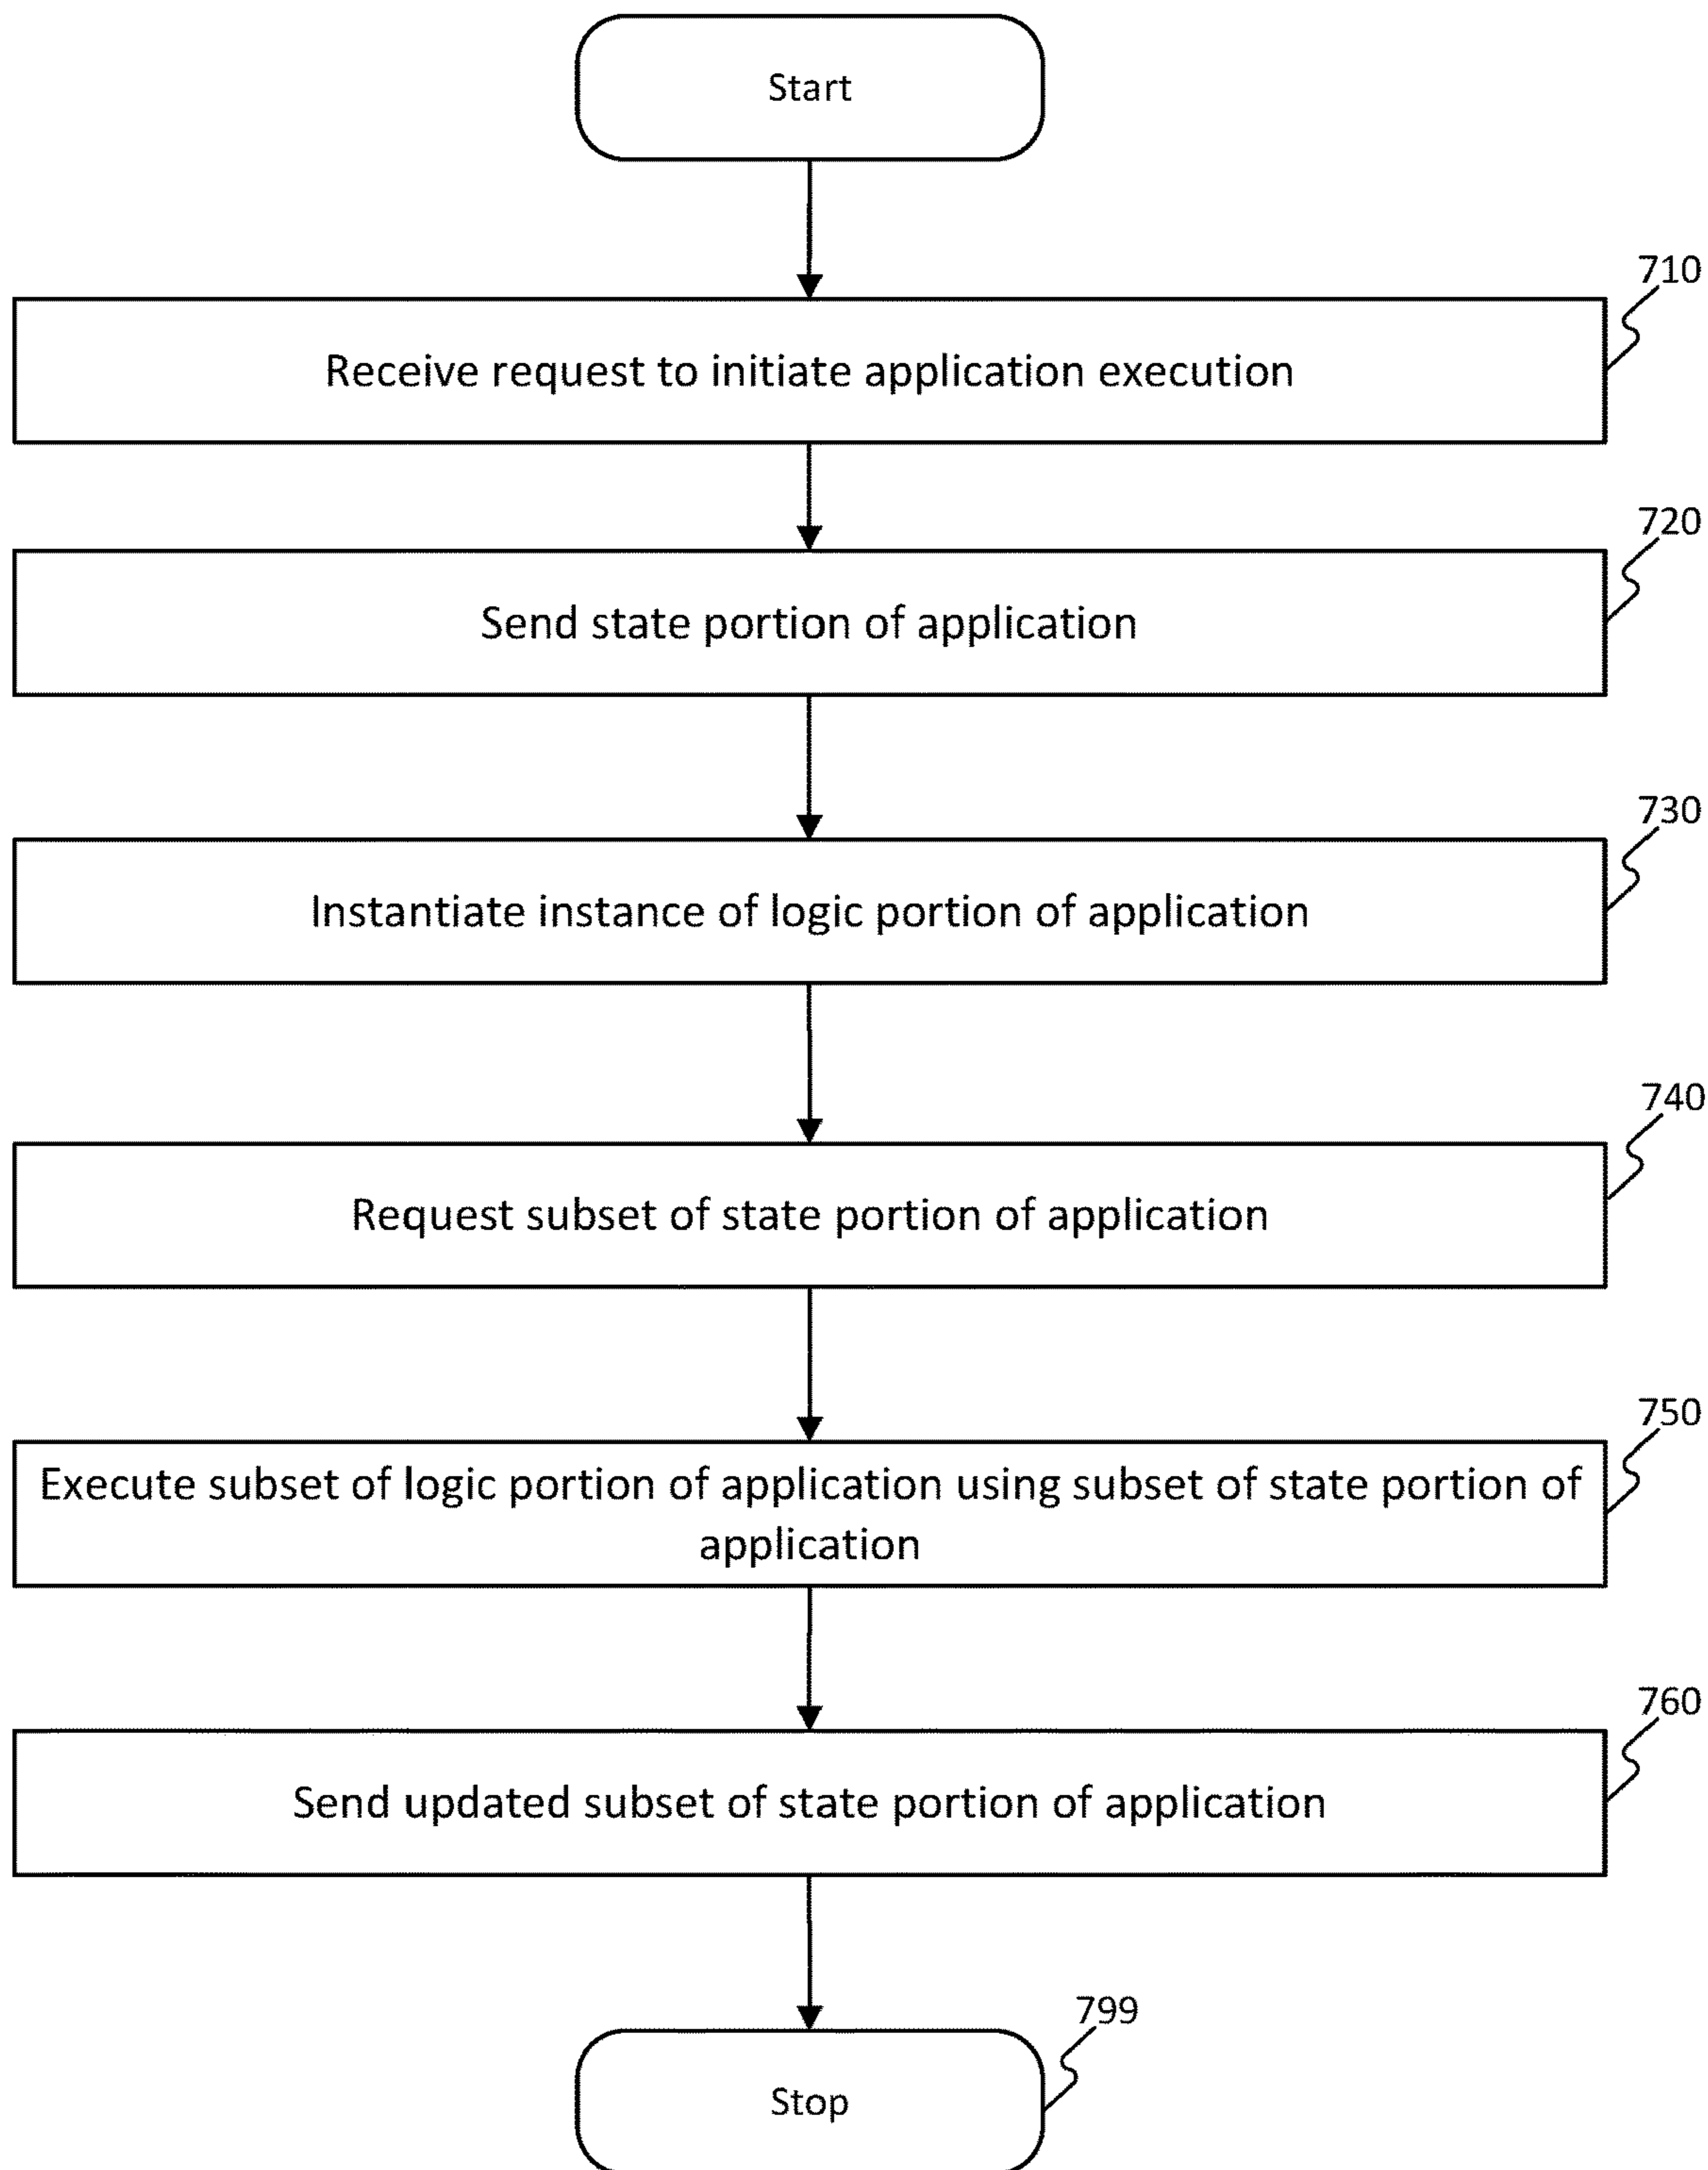 Start
710
Receive request to initiate application execution
720
Send state portion of application
730
Instantiate instance of logic portion of application
740
Request subset of state portion of application
750
Execute subset of logic portion of application using subset of state portion of
application
760
Send updated subset of state portion of application
799
Stop